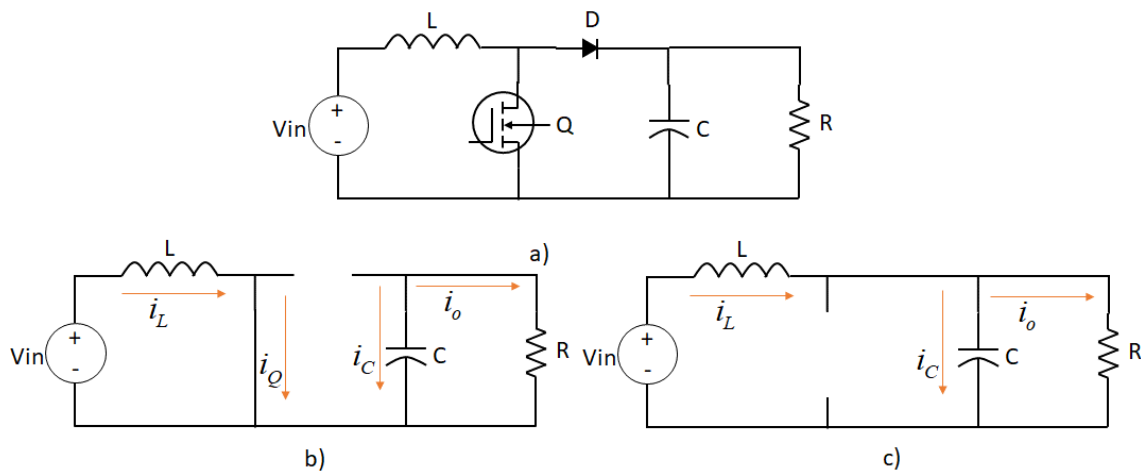 L
D
+
Vin
-
Q
C
R
a)
L
i_L
i_o
+
Vin
-
i_Q
i_C
C
R
b)
L
i_L
i_o
+
Vin
-
i_C
C
R
c)